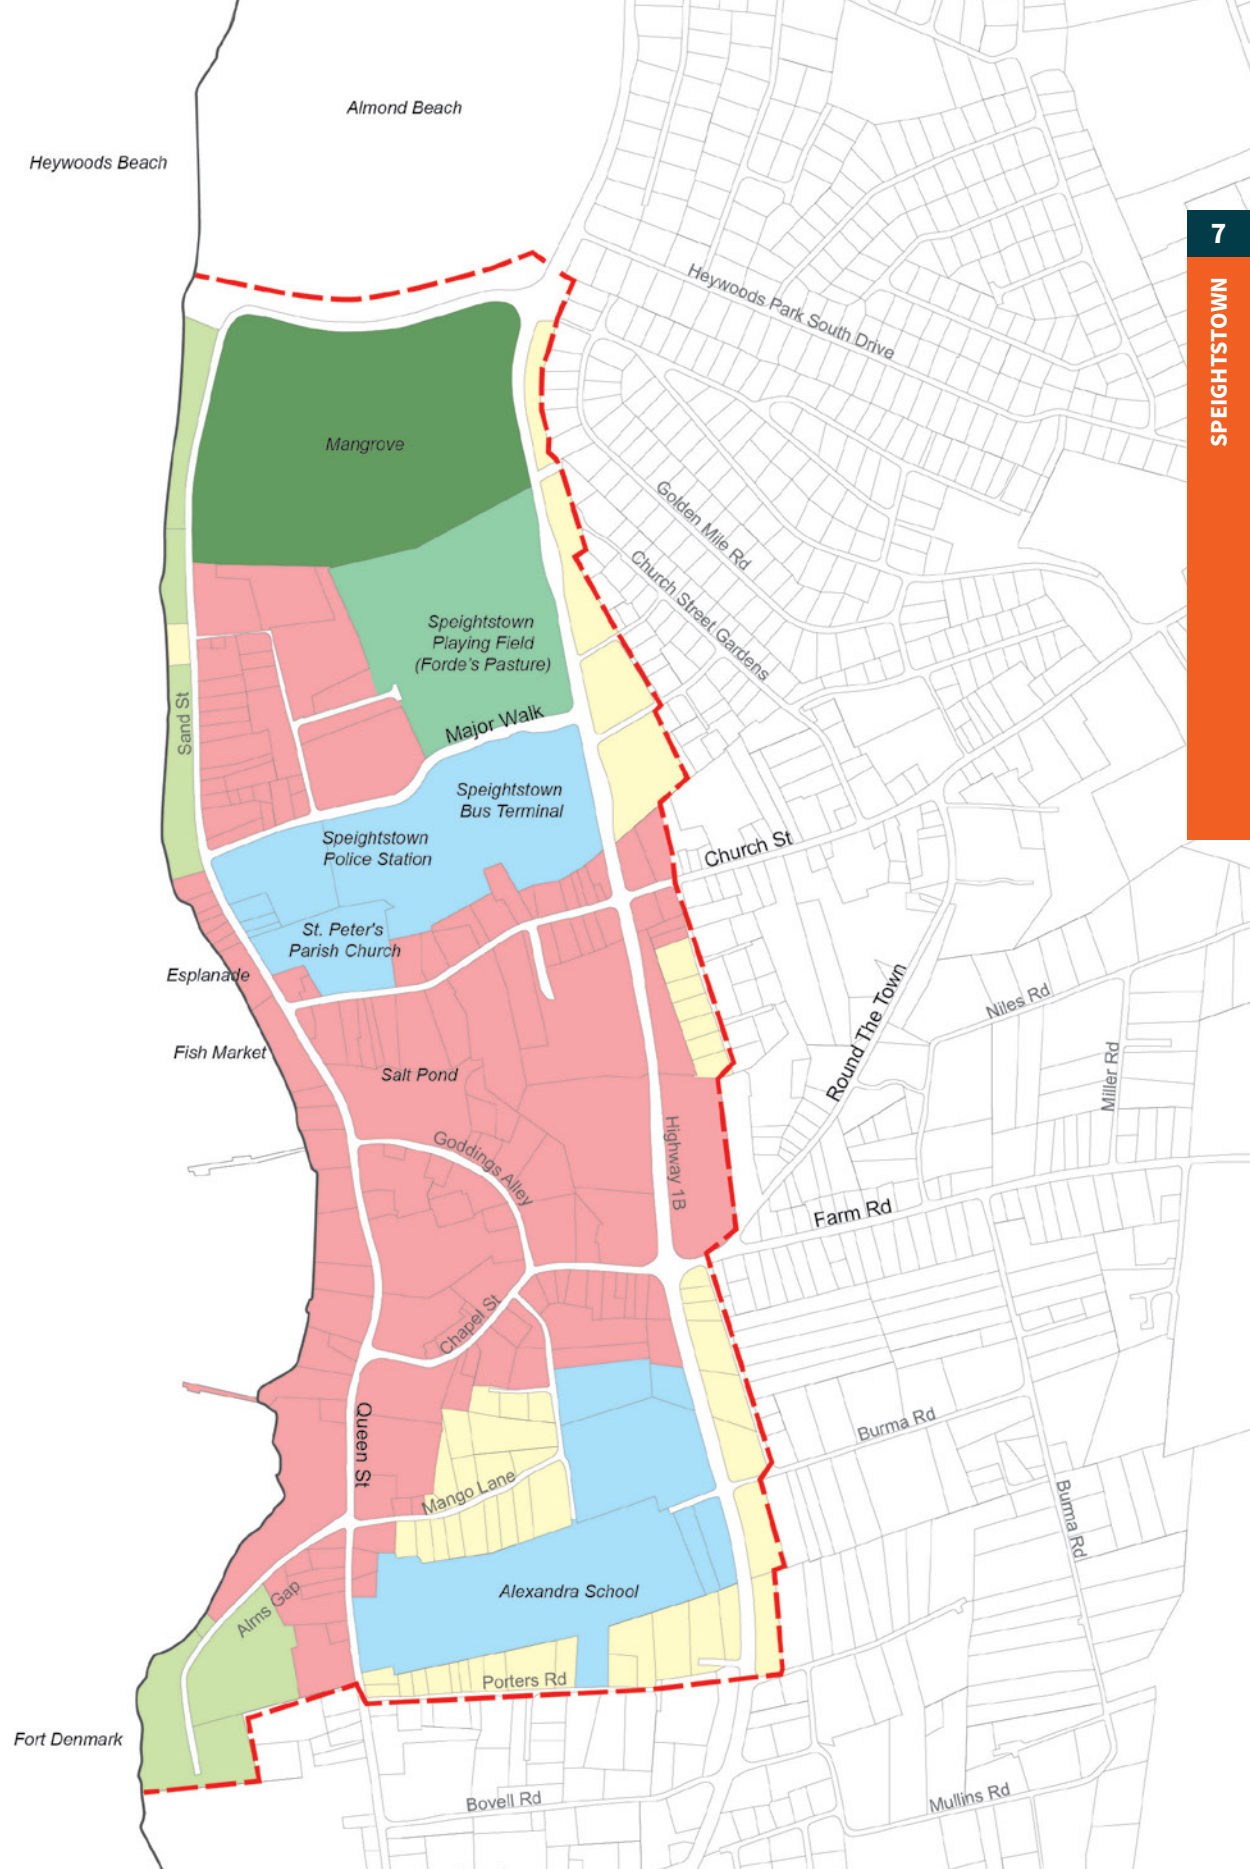 Almond Beach
Heywoods Beach
7
SPEIGHTSTOWN
Heywoods Park South Drive
Mangrove
Golden Mile Rd
Church Street Gardens
Speightstown
Playing Field
(Forde's Pasture)
Sand St
Major Walk
Speightstown
Bus Terminal
Speightstown
Police Station
Church St
St. Peter's
Parish Church
Esplanade
Round The Town
Niles Rd
Fish Market
Salt Pond
Miller Rd
Goddings Alley
Highway 1B
Farm Rd
Chapel St
Queen St
Burma Rd
Mango Lane
Burma Rd
Alexandra School
Alms Gap
Porters Rd
Fort Denmark
Bovell Rd
Mullins Rd